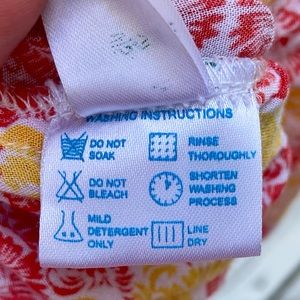 WASHING INSTRUCTIONS
DO NOT
SOAK
RINSE
THOROUGHLY
DO NOT
BLEACH
SHORTEN
WASHING
PROCESS
MILD
DETERGENT
ONLY
LINE
DRY